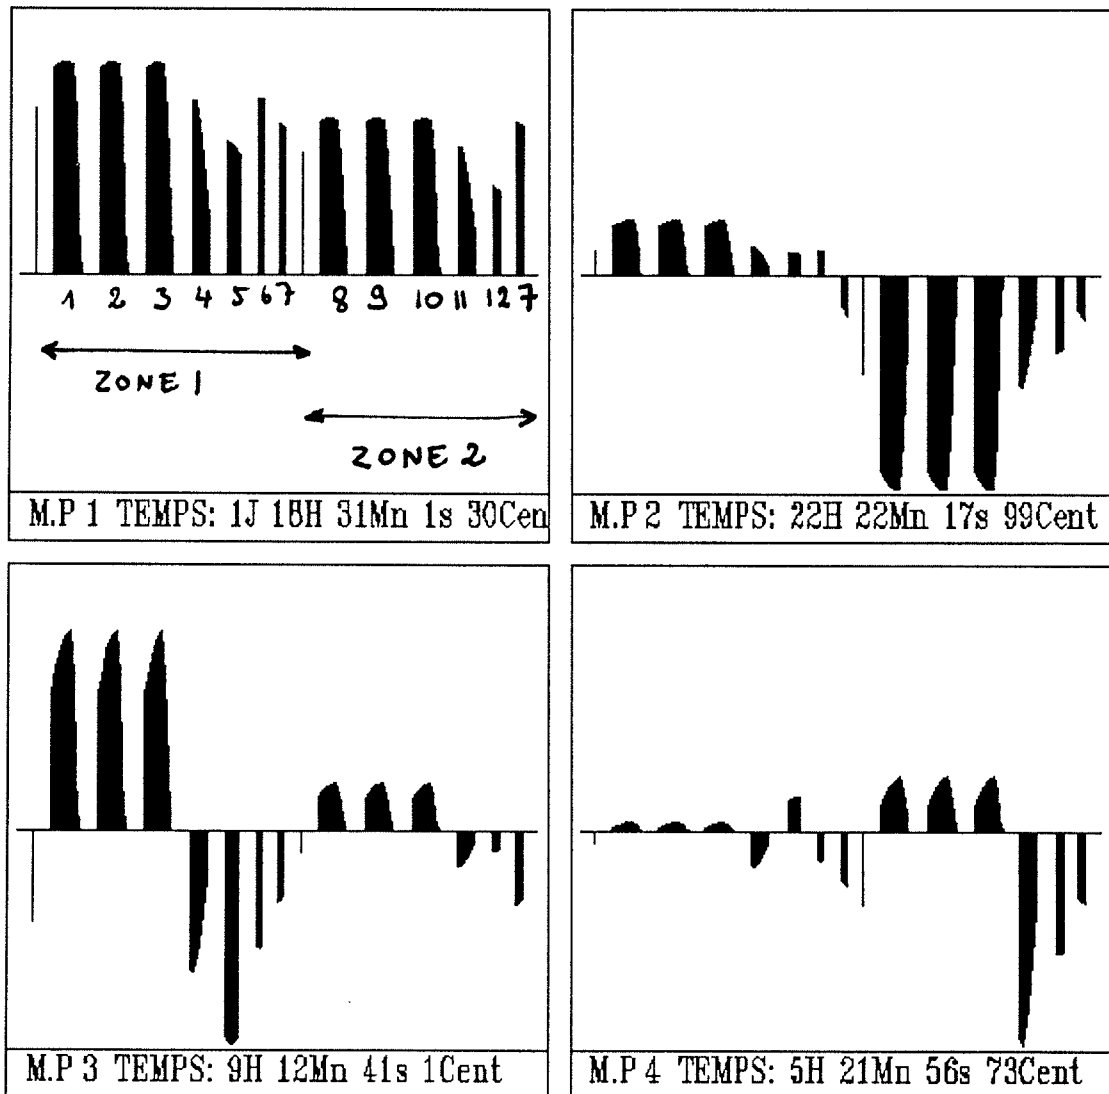 1 2 3 4 5 6 7 8 9 10 11 12 7
ZONE 1
ZONE 2
M.P 1 TEMPS: 1J 18H 31Mn 1s 30Cen
M.P 2 TEMPS: 22H 22Mn 17s 99Cent
M.P 3 TEMPS: 9H 12Mn 41s 1Cent
M.P 4 TEMPS: 5H 21Mn 56s 73Cent